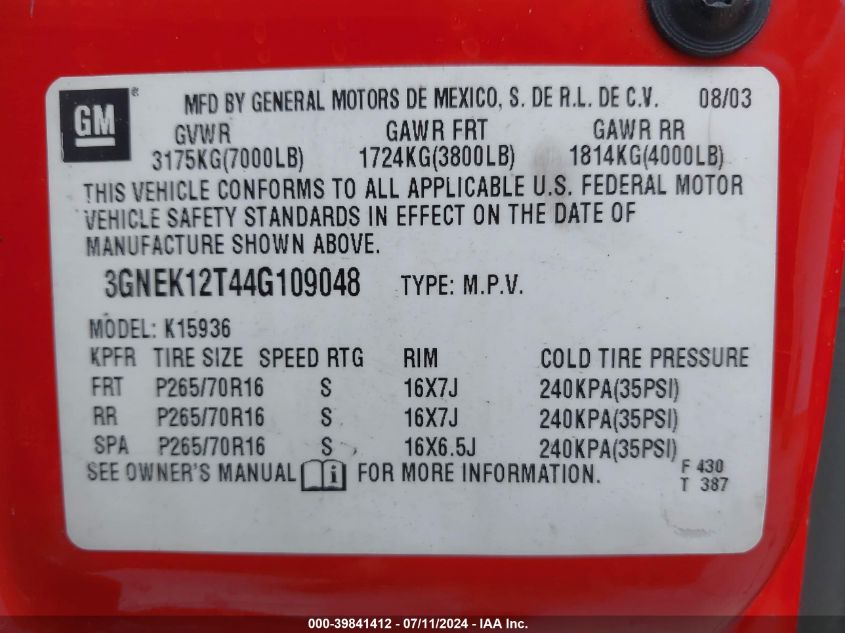 GM ® MFD BY GENERAL MOTORS DE MEXICO, S. DE R.L. DE C.V. 08/03
GVWR GAWR FRT GAWR RR
3175KG(7000LB) 1724KG(3800LB) 1814KG(4000LB)
THIS VEHICLE CONFORMS TO ALL APPLICABLE U.S. FEDERAL MOTOR
VEHICLE SAFETY STANDARDS IN EFFECT ON THE DATE OF
MANUFACTURE SHOWN ABOVE.
3GNEK12T44G109048 TYPE: M.P.V.
MODEL: K15936
KPFR TIRE SIZE SPEED RTG RIM COLD TIRE PRESSURE
FRT P265/70R16 S 16X7J 240KPA(35PSI)
RR P265/70R16 S 16X7J 240KPA(35PSI)
SPA P265/70R16 S 16X6.5J 240KPA(35PSI)
SEE OWNER'S MANUAL i FOR MORE INFORMATION. F 430
T 387
000-39841412 - 07/11/2024 - IAA Inc.